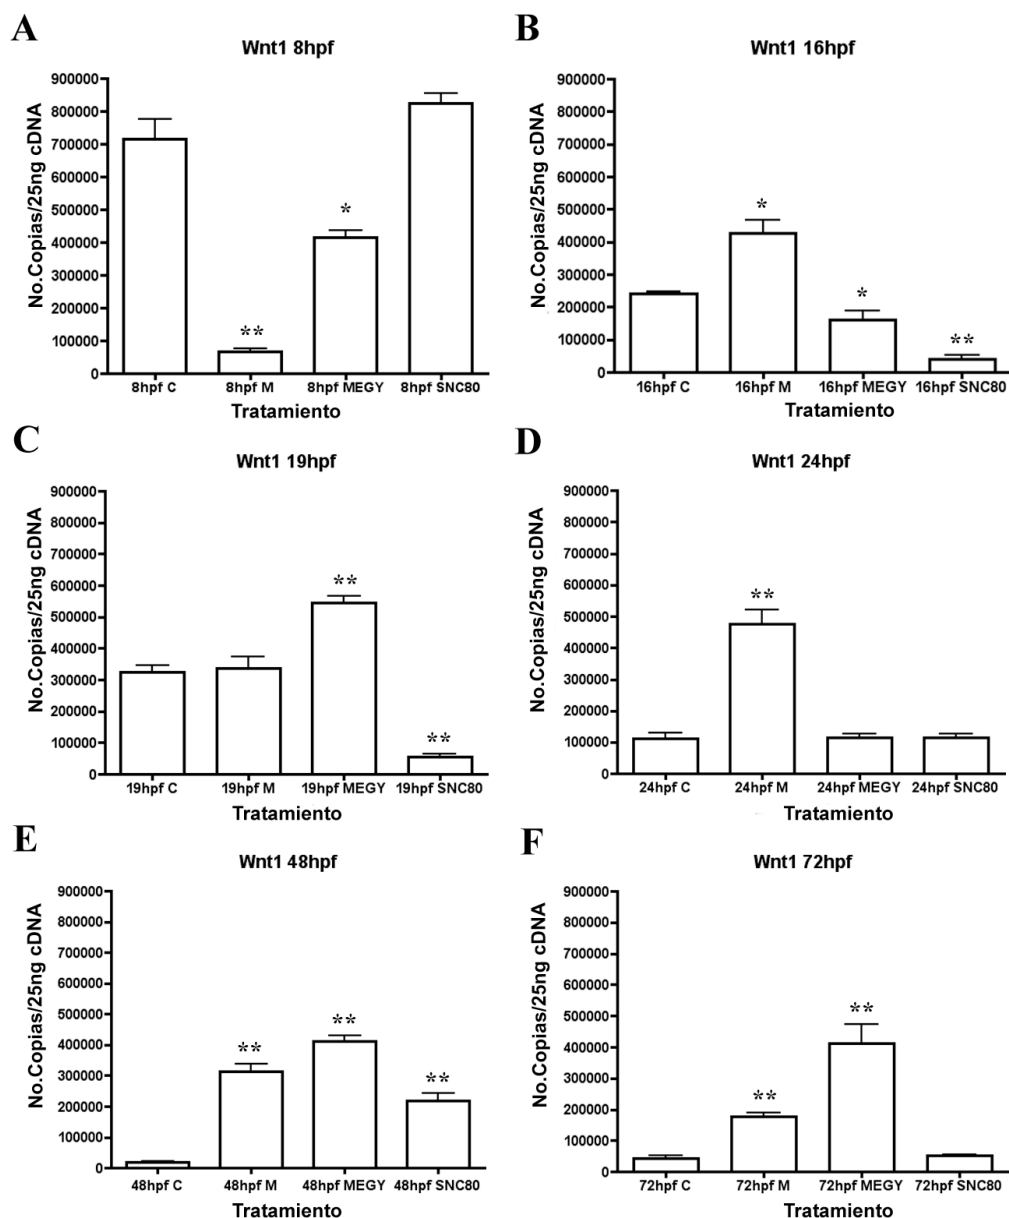 A
Wnt1 8hpf
No.Copias/25ng cDNA
900000
800000
700000
600000
500000
400000
300000
200000
100000
0
**
*
8hpf C 8hpf M 8hpf MEGY 8hpf SNC80
Tratamiento
B
Wnt1 16hpf
No.Copias/25ng cDNA
900000
800000
700000
600000
500000
400000
300000
200000
100000
0
*
*
**
16hpf C 16hpf M 16hpf MEGY 16hpf SNC80
Tratamiento
C
Wnt1 19hpf
No.Copias/25ng cDNA
900000
800000
700000
600000
500000
400000
300000
200000
100000
0
**
**
19hpf C 19hpf M 19hpf MEGY 19hpf SNC80
Tratamiento
D
Wnt1 24hpf
No.Copias/25ng cDNA
900000
800000
700000
600000
500000
400000
300000
200000
100000
0
**
24hpf C 24hpf M 24hpf MEGY 24hpf SNC80
Tratamiento
E
Wnt1 48hpf
No.Copias/25ng cDNA
900000
800000
700000
600000
500000
400000
300000
200000
100000
0
**
**
**
48hpf C 48hpf M 48hpf MEGY 48hpf SNC80
Tratamiento
F
Wnt1 72hpf
No.Copias/25ng cDNA
900000
800000
700000
600000
500000
400000
300000
200000
100000
0
**
**
72hpf C 72hpf M 72hpf MEGY 72hpf SNC80
Tratamiento